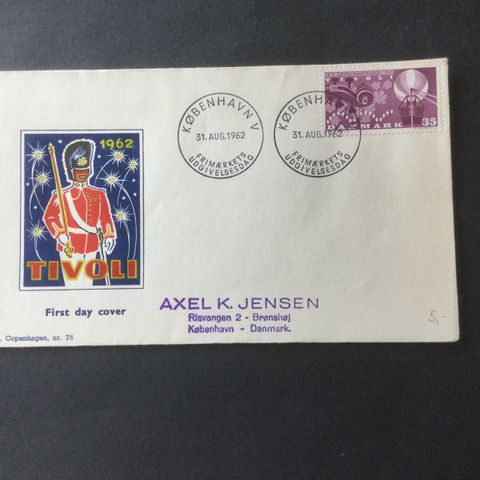 KØBENHAVN V
31. AUG. 1962
FRIMÆRKETS
UDGIVELSESDAG
KØBENHAVN V
31. AUG. 1962
FRIMÆRKETS
UDGIVELSESDAG
TIVOLI
DANMARK 35
1962
TIVOLI
First day cover
, Copenhagen, nr. 76
AXEL K. JENSEN
Risvangen 2 - Brønshøj
København - Danmark.
5,-